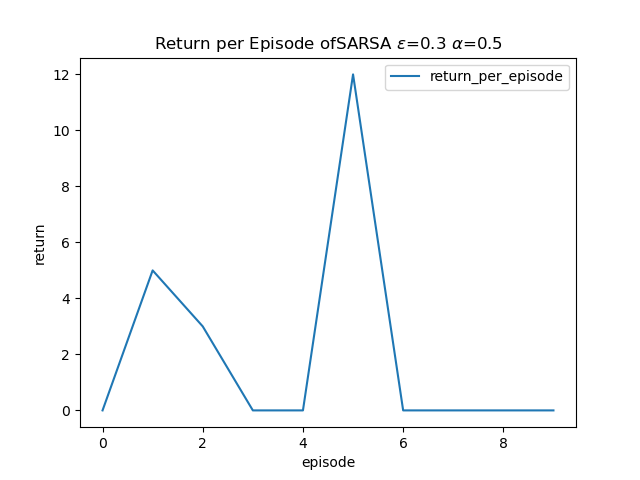 Return per Episode ofSARSA ε=0.3 α=0.5
return_per_episode
12
10
8
6
4
2
0
return
0 2 4 6 8
episode